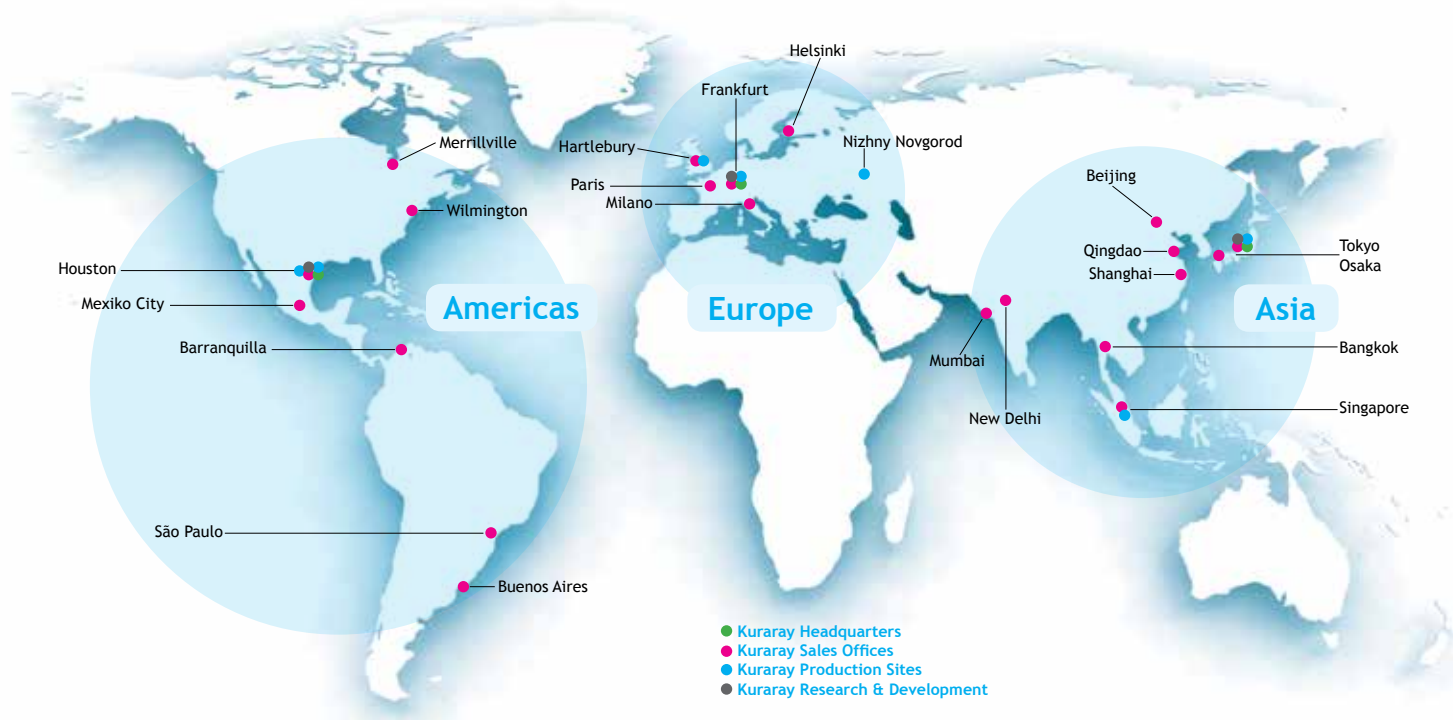 Helsinki
Frankfurt
Merrillville
Hartlebury
Nizhny Novgorod
Beijing
Paris
Milano
Wilmington
Qingdao
Tokyo
Osaka
Houston
Shanghai
Mexiko City
Americas
Europe
Asia
Barranquilla
Mumbai
Bangkok
New Delhi
Singapore
São Paulo
Buenos Aires
Kuraray Headquarters
Kuraray Sales Offices
Kuraray Production Sites
Kuraray Research & Development